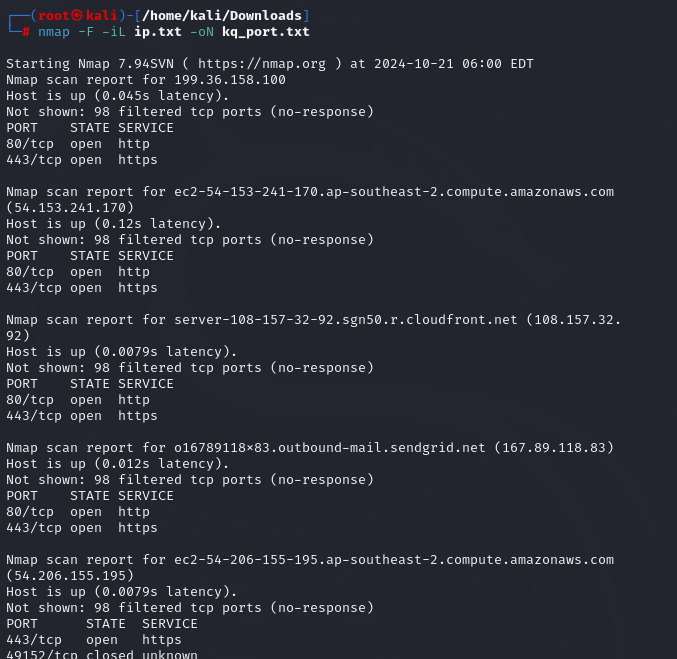 ┌──(root㉿kali)-[/home/kali/Downloads]
└─# nmap -F -iL ip.txt -oN kq_port.txt
Starting Nmap 7.94SVN ( https://nmap.org ) at 2024-10-21 06:00 EDT
Nmap scan report for 199.36.158.100
Host is up (0.045s latency).
Not shown: 98 filtered tcp ports (no-response)
PORT    STATE SERVICE
80/tcp  open  http
443/tcp open  https
Nmap scan report for ec2-54-153-241-170.ap-southeast-2.compute.amazonaws.com
(54.153.241.170)
Host is up (0.12s latency).
Not shown: 98 filtered tcp ports (no-response)
PORT    STATE SERVICE
80/tcp  open  http
443/tcp open  https
Nmap scan report for server-108-157-32-92.sgn50.r.cloudfront.net (108.157.32.
92)
Host is up (0.0079s latency).
Not shown: 98 filtered tcp ports (no-response)
PORT    STATE SERVICE
80/tcp  open  http
443/tcp open  https
Nmap scan report for o16789118×83.outbound-mail.sendgrid.net (167.89.118.83)
Host is up (0.012s latency).
Not shown: 98 filtered tcp ports (no-response)
PORT    STATE SERVICE
80/tcp  open  http
443/tcp open  https
Nmap scan report for ec2-54-206-155-195.ap-southeast-2.compute.amazonaws.com
(54.206.155.195)
Host is up (0.0079s latency).
Not shown: 98 filtered tcp ports (no-response)
PORT      STATE  SERVICE
443/tcp   open   https
49152/tcp closed unknown